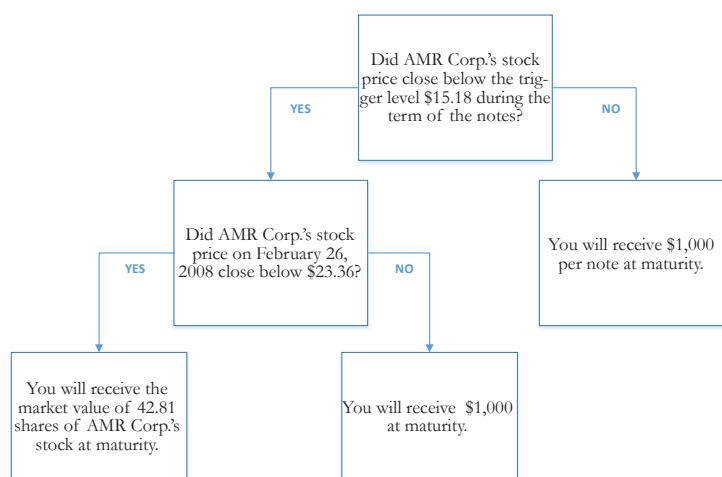 Did AMR Corp.'s stock
price close below the trig-
ger level $15.18 during the
term of the notes?
YES
NO
Did AMR Corp.'s stock
price on February 26,
2008 close below $23.36?
You will receive $1,000
per note at maturity.
YES
NO
You will receive the
market value of 42.81
shares of AMR Corp.'s
stock at maturity.
You will receive $1,000
at maturity.